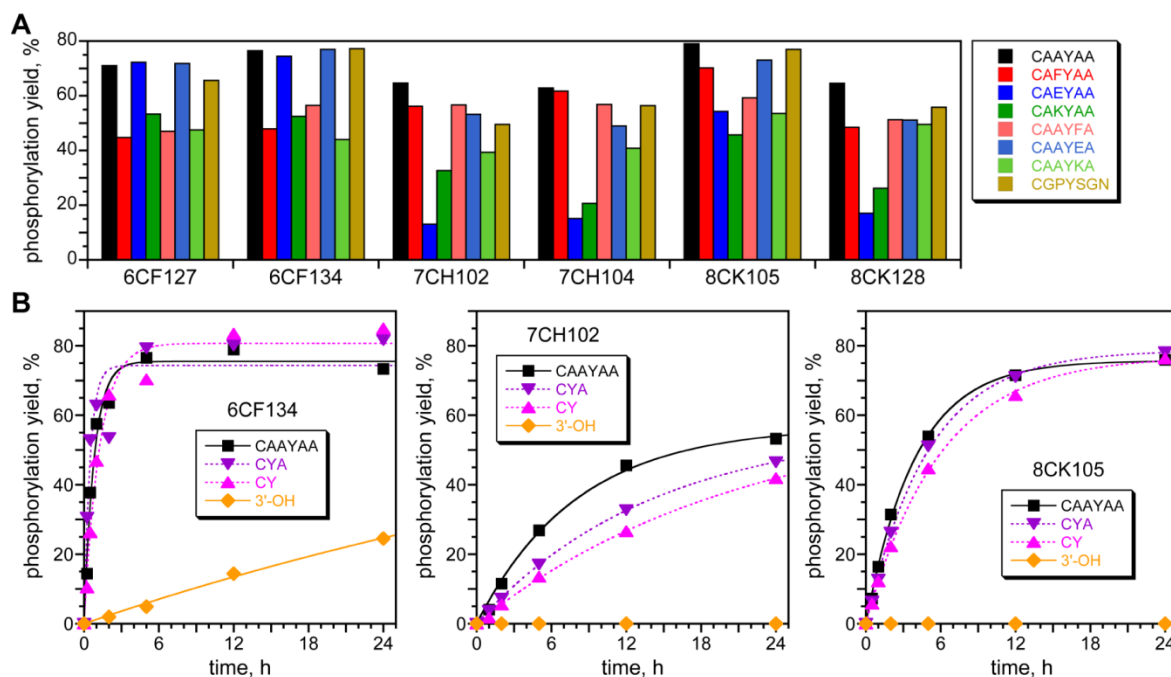 A
phosphorylation yield, %
80
60
40
20
0
6CF127 6CF134 7CH102 7CH104 8CK105 8CK128
CAAYAA
CAFYAA
CAEYAA
CAKYAA
CAAYFA
CAAYEA
CAAYKA
CGPYSGN
B
phosphorylation yield, %
80
60
40
20
0
0 6 12 18 24
time, h
6CF134
CAAYAA
CYA
CY
3'-OH
phosphorylation yield, %
80
60
40
20
0
0 6 12 18 24
time, h
7CH102
CAAYAA
CYA
CY
3'-OH
phosphorylation yield, %
80
60
40
20
0
0 6 12 18 24
time, h
8CK105
CAAYAA
CYA
CY
3'-OH